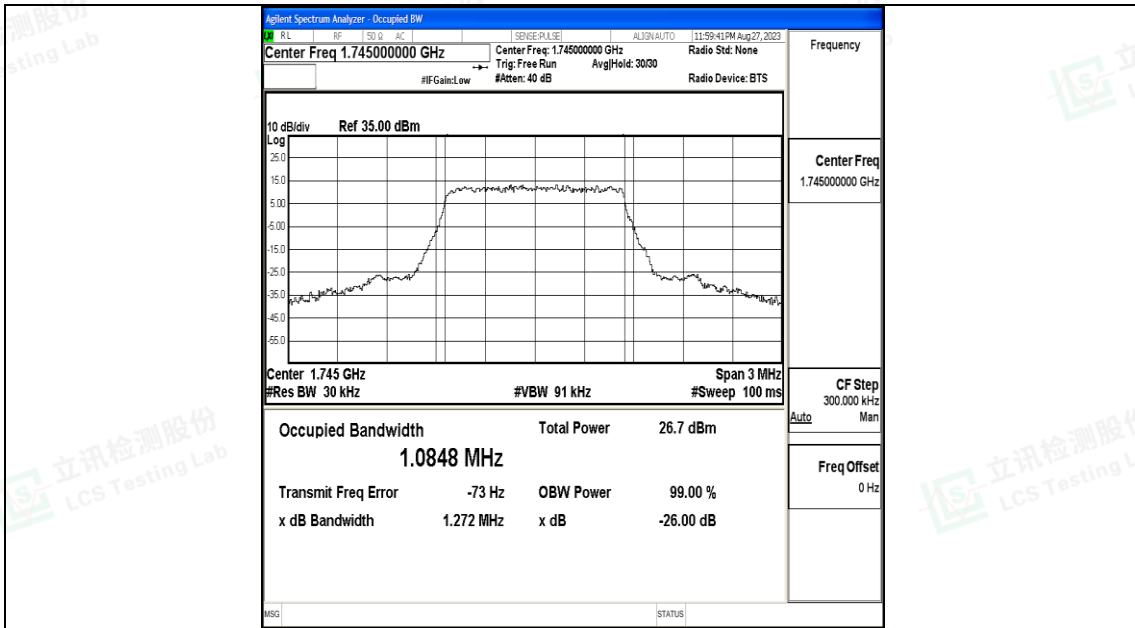 Agilent Spectrum Analyzer - Occupied BW
RL RF 50 Ω AC SENSE:PULSE ALIGN AUTO 11:59:41 PM Aug 27, 2023
Center Freq 1.745000000 GHz
Center Freq: 1.745000000 GHz Radio Std: None
Trig: Free Run Avg|Hold: 30/30
#IFGain:Low #Atten: 40 dB Radio Device: BTS
10 dB/div Ref 35.00 dBm
Log
25.0
15.0
5.00
-5.00
-15.0
-25.0
-35.0
-45.0
-55.0
Center 1.745 GHz Span 3 MHz
#Res BW 30 kHz #VBW 91 kHz #Sweep 100 ms
Occupied Bandwidth Total Power 26.7 dBm
1.0848 MHz
Transmit Freq Error -73 Hz OBW Power 99.00 %
x dB Bandwidth 1.272 MHz x dB -26.00 dB
MSG STATUS
Frequency
Center Freq
1.745000000 GHz
CF Step
300.000 kHz
Auto Man
Freq Offset
0 Hz
立讯检测股份
LCS Testing Lab
立讯检测股份
LCS Testing L